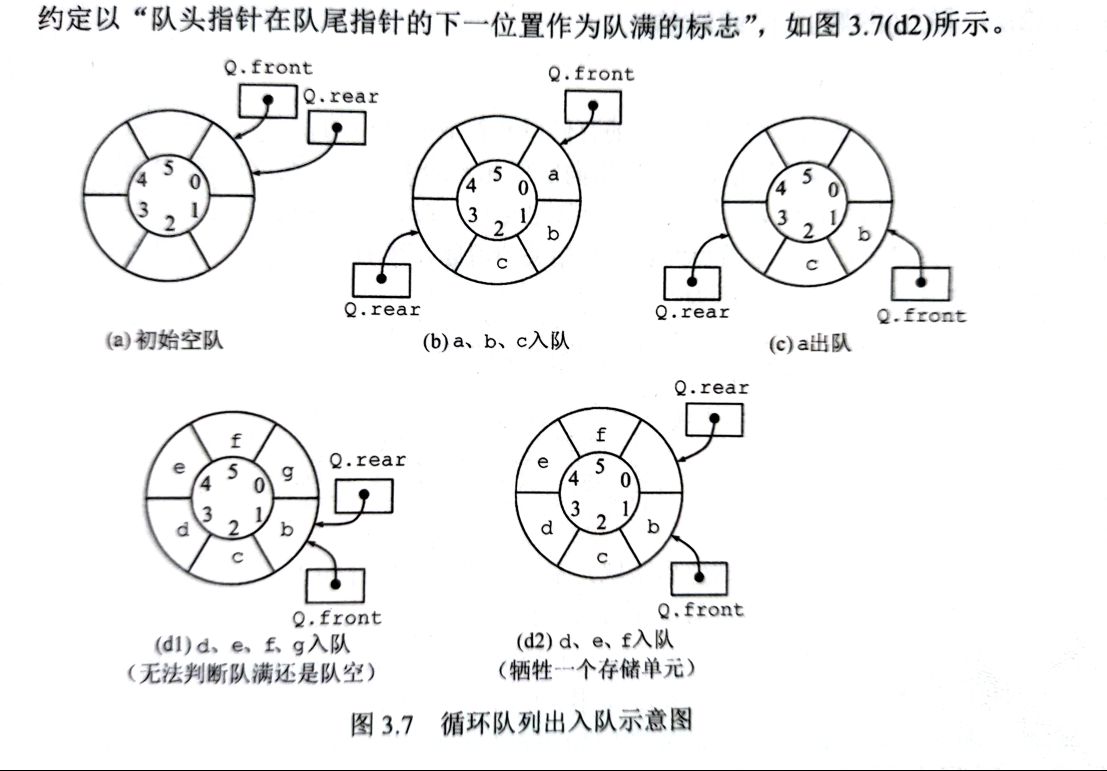 约定以“队头指针在队尾指针的下一位置作为队满的标志”，如图 3.7(d2)所示。
Q.front
Q.rear
5
4 0
3 1
2
(a) 初始空队
Q.front
5
4 0 a
3 1 b
2
c
Q.rear
(b) a、b、c入队
5
4 0
3 1 b
2
c
Q.rear
Q.front
(c) a出队
f
e 5 g
4 0
3 1
d 2 b
c
Q.rear
Q.front
(d1) d、e、f、g入队
（无法判断队满还是队空）
Q.rear
f
e 5
4 0
3 1
d 2 b
c
Q.front
(d2) d、e、f入队
（牺牲一个存储单元）
图 3.7 循环队列出入队示意图